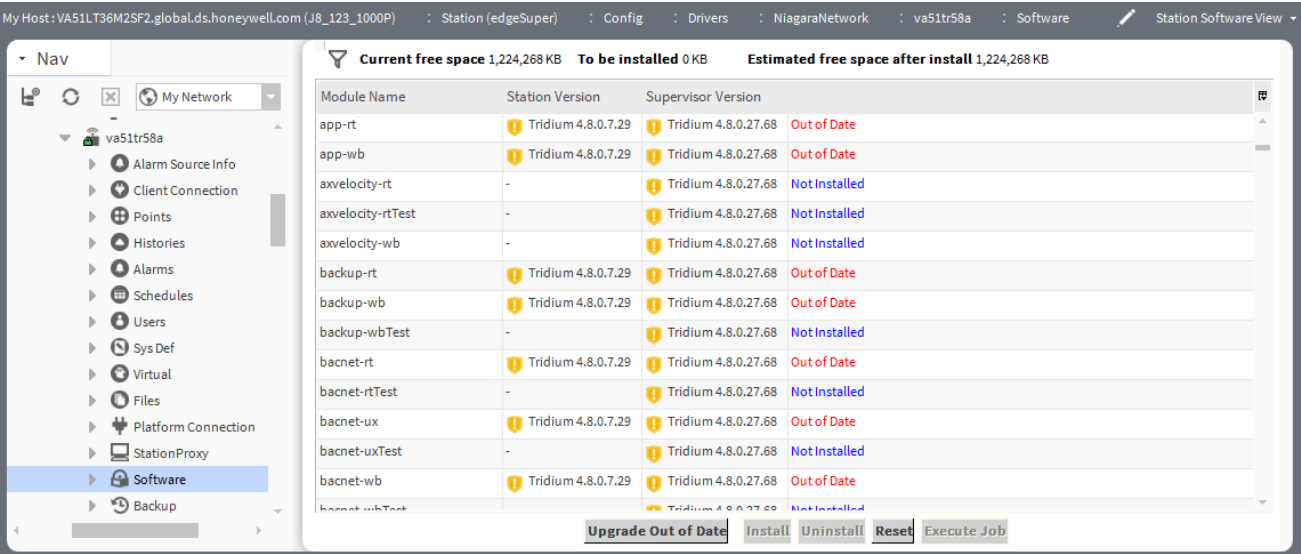 My Host : VA51LT36M2SF2.global.ds.honeywell.com (J8_123_1000P) : Station (edgeSuper) : Config : Drivers : NiagaraNetwork : va51tr58a : Software Station Software View
Nav
My Network
va51tr58a
Alarm Source Info
Client Connection
Points
Histories
Alarms
Schedules
Users
Sys Def
Virtual
Files
Platform Connection
StationProxy
Software
Backup
Current free space 1,224,268 KB To be installed 0 KB Estimated free space after install 1,224,268 KB
Module Name Station Version Supervisor Version
app-rt Tridium 4.8.0.7.29 Tridium 4.8.0.27.68 Out of Date
app-wb Tridium 4.8.0.7.29 Tridium 4.8.0.27.68 Out of Date
axvelocity-rt - Tridium 4.8.0.27.68 Not Installed
axvelocity-rtTest - Tridium 4.8.0.27.68 Not Installed
axvelocity-wb - Tridium 4.8.0.27.68 Not Installed
backup-rt Tridium 4.8.0.7.29 Tridium 4.8.0.27.68 Out of Date
backup-wb Tridium 4.8.0.7.29 Tridium 4.8.0.27.68 Out of Date
backup-wbTest - Tridium 4.8.0.27.68 Not Installed
bacnet-rt Tridium 4.8.0.7.29 Tridium 4.8.0.27.68 Out of Date
bacnet-rtTest - Tridium 4.8.0.27.68 Not Installed
bacnet-ux Tridium 4.8.0.7.29 Tridium 4.8.0.27.68 Out of Date
bacnet-uxTest - Tridium 4.8.0.27.68 Not Installed
bacnet-wb Tridium 4.8.0.7.29 Tridium 4.8.0.27.68 Out of Date
bacnet-wbTest - Tridium 4.8.0.27.68 Not Installed
Upgrade Out of Date Install Uninstall Reset Execute Job